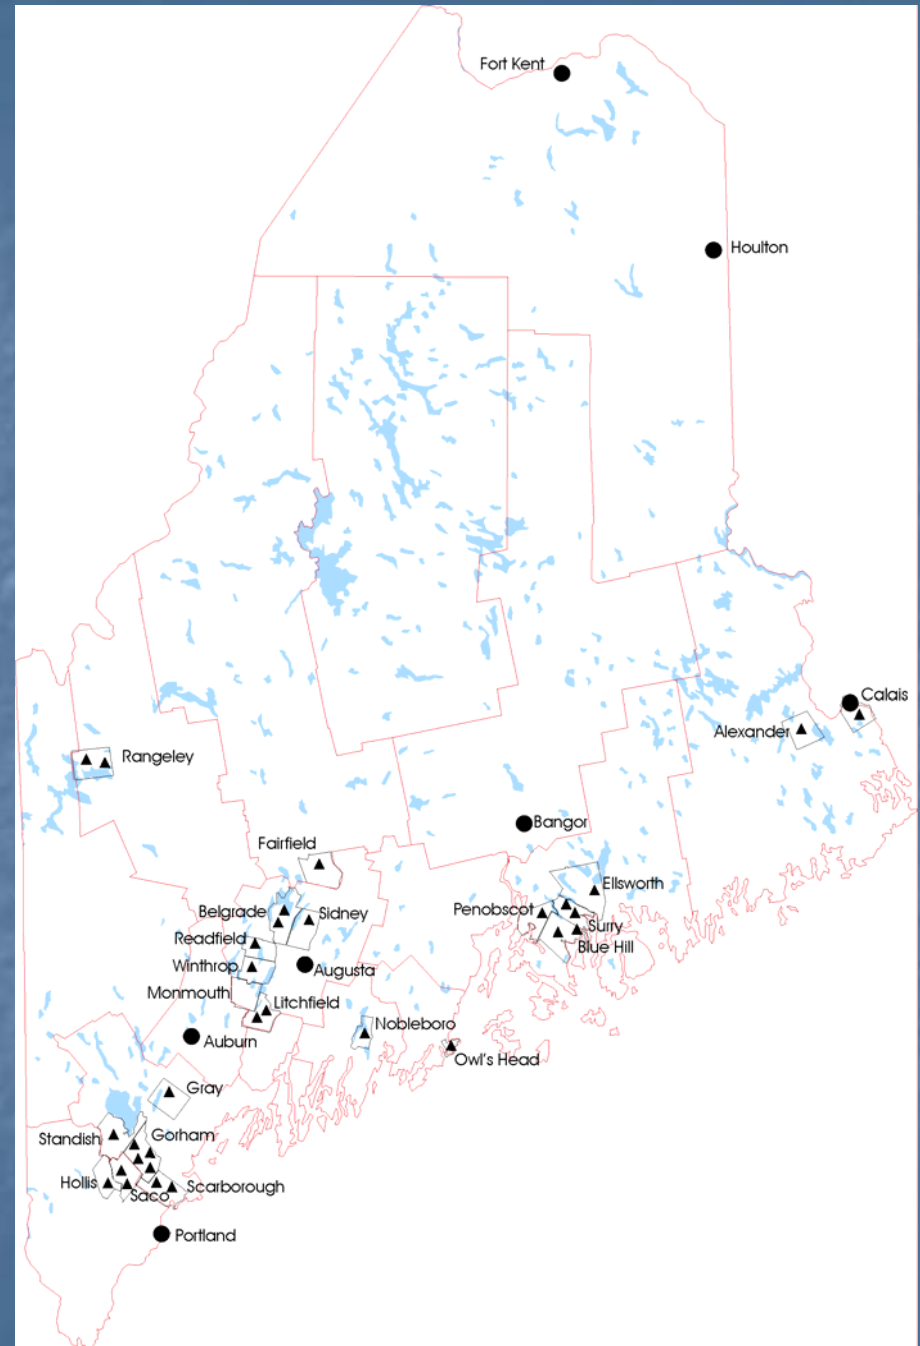 Fort Kent
Houlton
Calais
Alexander
Rangeley
Bangor
Fairfield
Ellsworth
Belgrade
Sidney
Penobscot
Surry
Readfield
Blue Hill
Winthrop
Augusta
Monmouth
Litchfield
Nobleboro
Auburn
Owl's Head
Gray
Standish
Gorham
Hollis
Saco
Scarborough
Portland